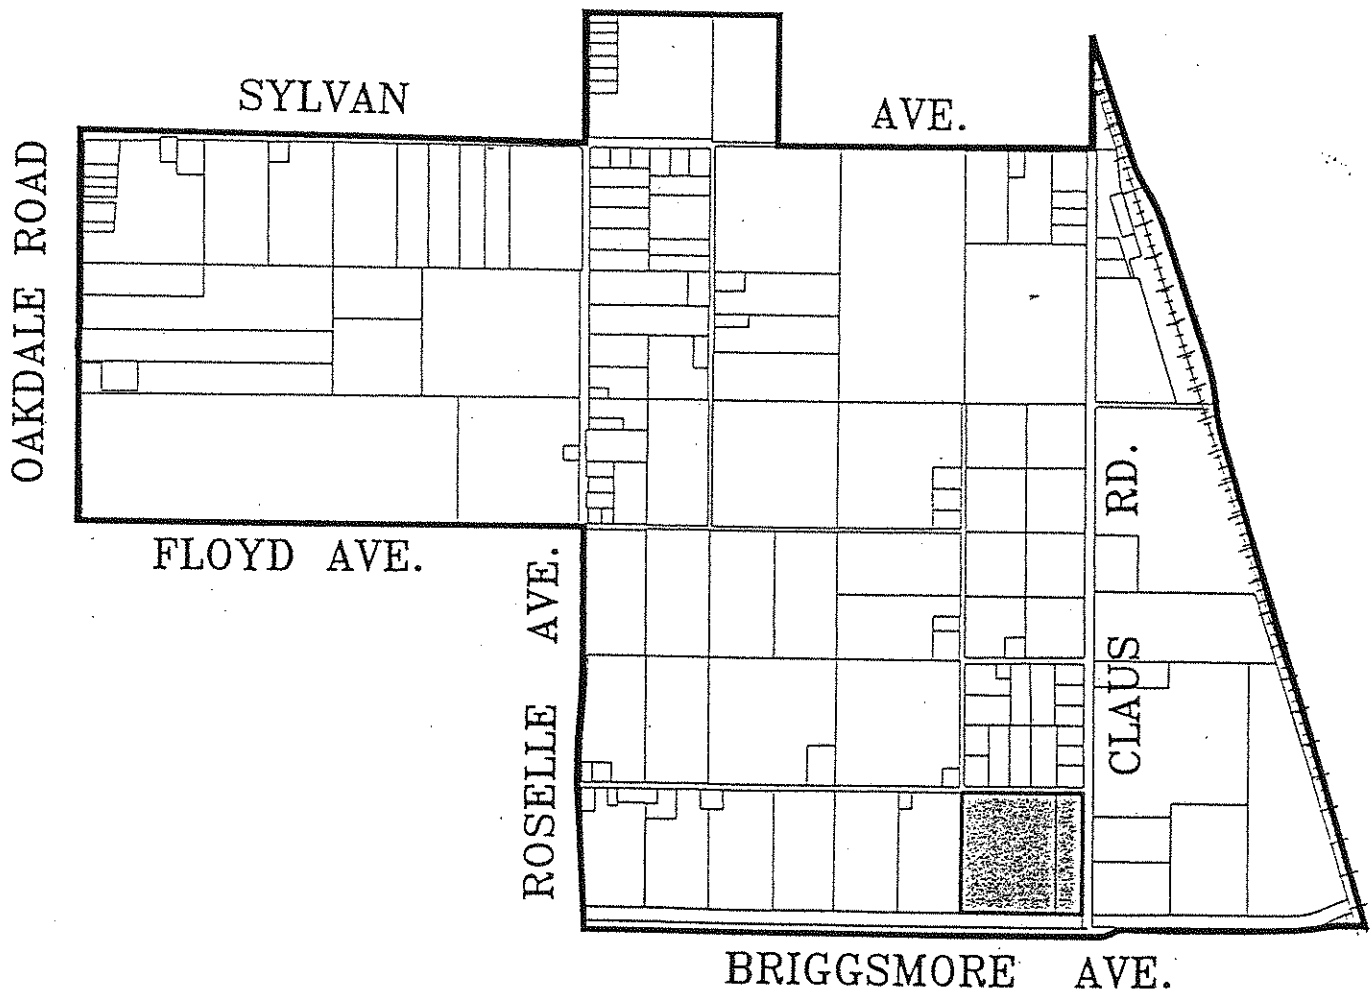 SYLVAN AVE.
OAKDALE ROAD
FLOYD AVE.
ROSELLE AVE.
CLAUS RD.
BRIGGSMORE AVE.